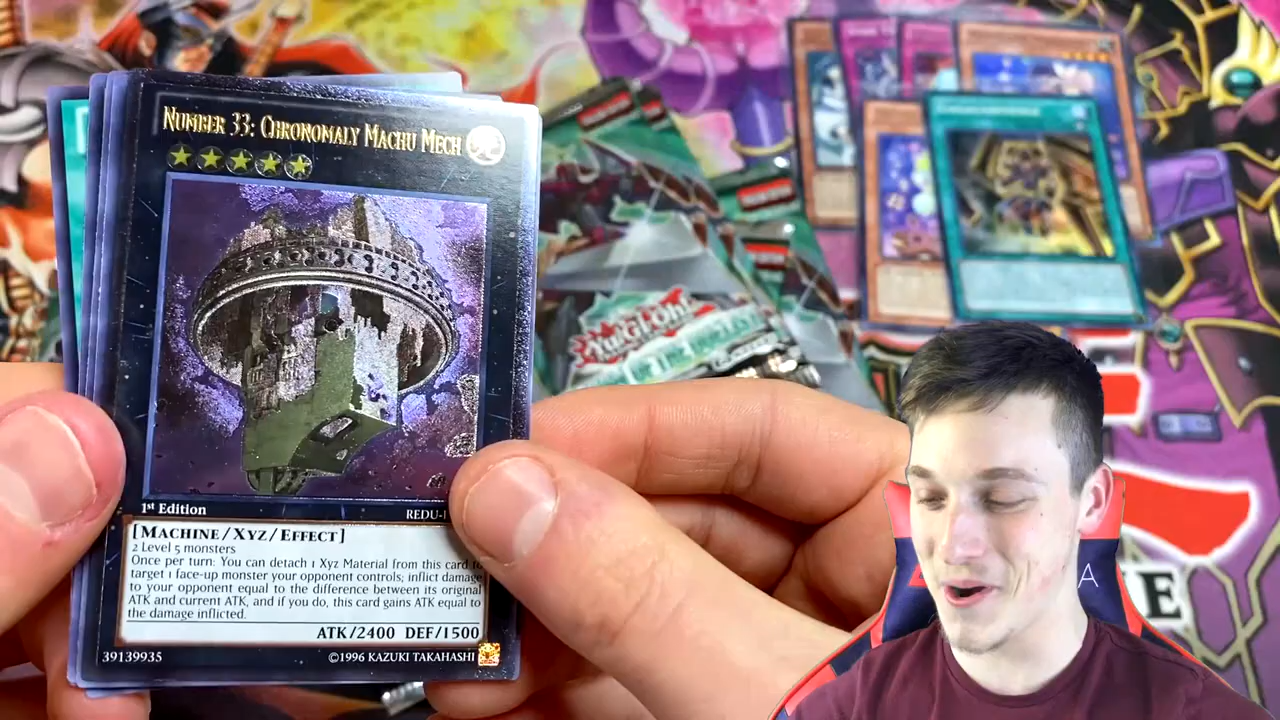 NUMBER 33: CHRONOMALY MACHU MECH
1st Edition
REDU-
[MACHINE/XYZ/EFFECT]
2 Level 5 monsters
Once per turn: You can detach 1 Xyz Material from this card to
target 1 face-up monster your opponent controls; inflict damage
to your opponent equal to the difference between its original
ATK and current ATK, and if you do, this card gains ATK equal to
the damage inflicted.
ATK/2400 DEF/1500
39139935
©1996 KAZUKI TAKAHASHI
Yu-Gi-Oh!
A
E